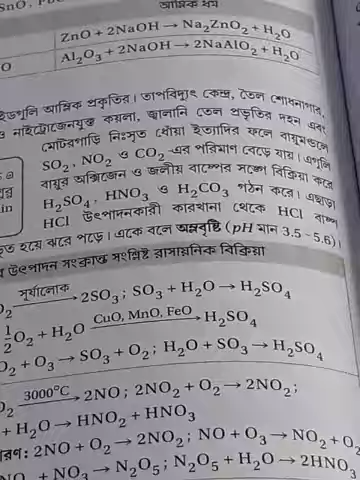 আম্লিক ধর্ম
ZnO + 2NaOH → Na₂ZnO₂ + H₂O
O Al₂O₃ + 2NaOH → 2NaAlO₂ + H₂O
আম্লিক প্রকৃতির। তাপবিদ্যুৎ কেন্দ্র, তৈল শোধনাগার,
ও নাইট্রোজেনযুক্ত কয়লা, জ্বালানি তেল প্রভৃতির দহন এবং
মোটরগাড়ি নিঃসৃত ধোঁয়া ইত্যাদির ফলে বায়ুমণ্ডলে
SO₂, NO₂ ও CO₂ -এর পরিমাণ বেড়ে যায়। এগুলি
বায়ুর অক্সিজেন ও জলীয় বাষ্পের সঙ্গে বিক্রিয়া করে
H₂SO₄, HNO₃ ও H₂CO₃ গঠন করে। এছাড়া
in HCl উৎপাদনকারী কারখানা থেকে HCl বাষ্প
হয়ে ঝরে পড়ে। একে বলে অম্লবৃষ্টি (pH মান 3.5 – 5.6)।
উৎপাদন সংক্রান্ত সংশ্লিষ্ট রাসায়নিক বিক্রিয়া
সূর্যালোক
→ 2SO₃; SO₃ + H₂O → H₂SO₄
½O₂ + H₂O CuO, MnO, FeO → H₂SO₄
O₂ + O₃ → SO₃ + O₂; H₂O + SO₃ → H₂SO₄
3000°C → 2NO; 2NO₂ + O₂ → 2NO₂;
+ H₂O → HNO₂ + HNO₃
2NO + O₂ → 2NO₂; NO + O₃ → NO₂ + O₂
NO₃ → N₂O₅; N₂O₅ + H₂O → 2HNO₃